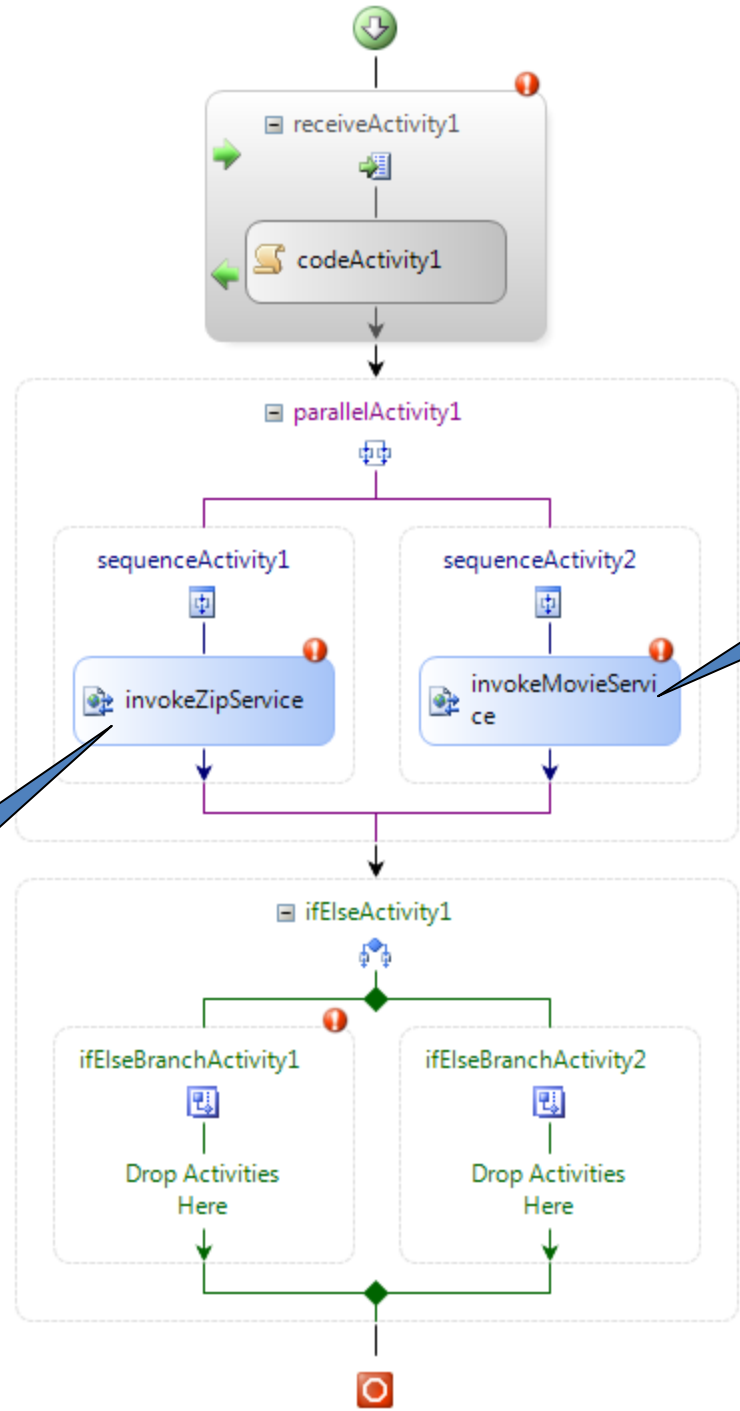 receiveActivity1
codeActivity1
parallelActivity1
sequenceActivity1
sequenceActivity2
invokeZipService
invokeMovieServi
ce
ifElseActivity1
ifElseBranchActivity1
ifElseBranchActivity2
Drop Activities
Here
Drop Activities
Here